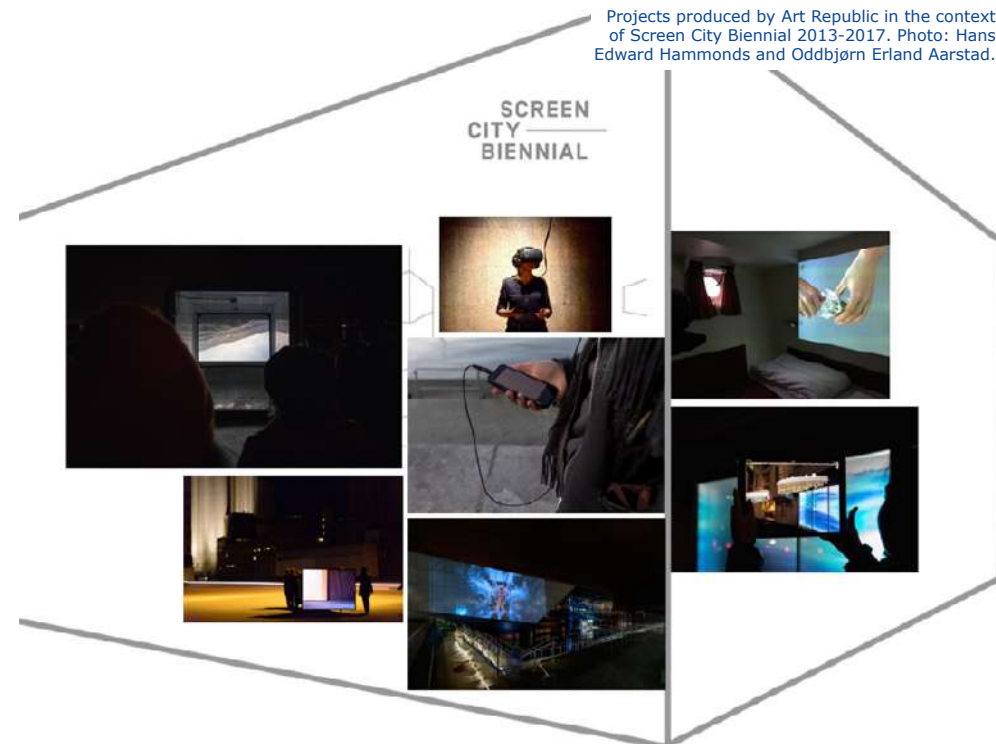 Projects produced by Art Republic in the context
of Screen City Biennial 2013-2017. Photo: Hans
Edward Hammonds and Oddbjørn Erland Aarstad.
SCREEN
CITY
BIENNIAL